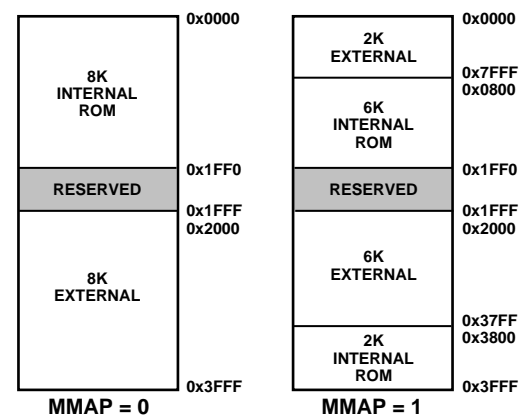 0x0000
8K
INTERNAL
ROM
0x1FF0
RESERVED
0x1FFF
0x2000
8K
EXTERNAL
0x3FFF
MMAP = 0
0x0000
2K
EXTERNAL
0x7FFF
0x0800
6K
INTERNAL
ROM
0x1FF0
RESERVED
0x1FFF
0x2000
6K
EXTERNAL
0x37FF
0x3800
2K
INTERNAL
ROM
0x3FFF
MMAP = 1